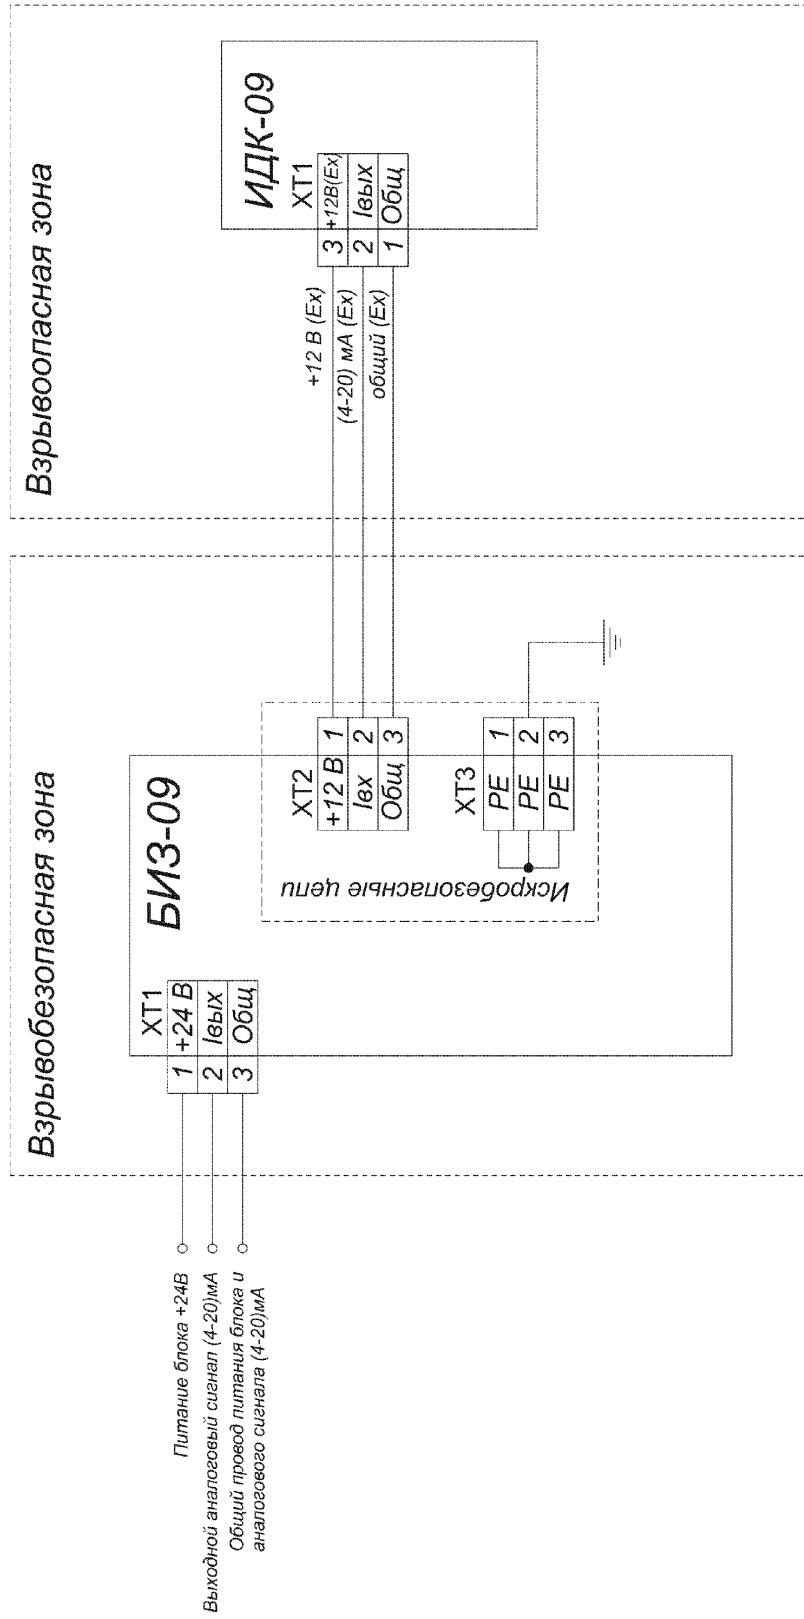 Взрывобезопасная зона
БИЗ-09
XT1
1 +24 В
2 Iвых
3 Общ
Питание блока +24В
Выходной аналоговый сигнал (4-20)мА
Общий провод питания блока и
аналогового сигнала (4-20)мА
Искробезопасные цепи
XT2
+12 В 1
Iвх 2
Общ 3
XT3
PE 1
PE 2
PE 3
Взрывоопасная зона
+12 В (Ex)
(4-20) мА (Ex)
общий (Ex)
ИДК-09
XT1
3 +12В(Ex)
2 Iвых
1 Общ